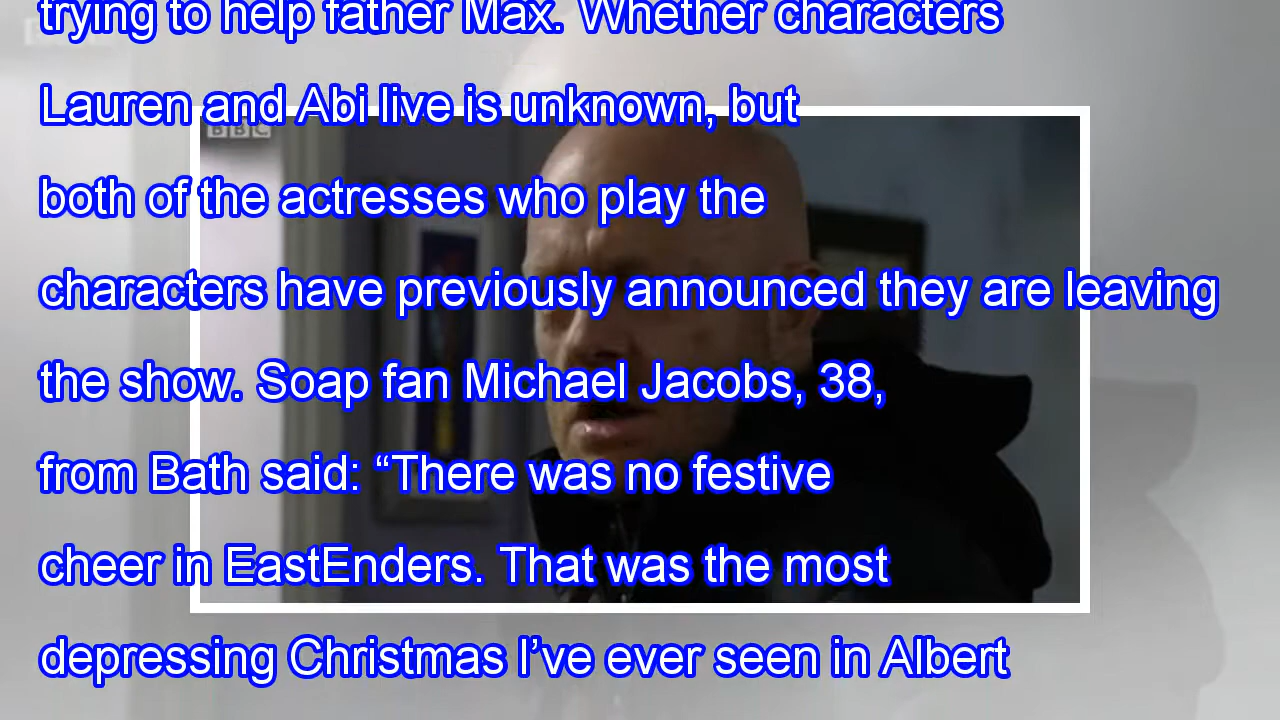 trying to help father Max. Whether characters
Lauren and Abi live is unknown, but
BBC
both of the actresses who play the
characters have previously announced they are leaving
the show. Soap fan Michael Jacobs, 38,
from Bath said: “There was no festive
cheer in EastEnders. That was the most
depressing Christmas I’ve ever seen in Albert